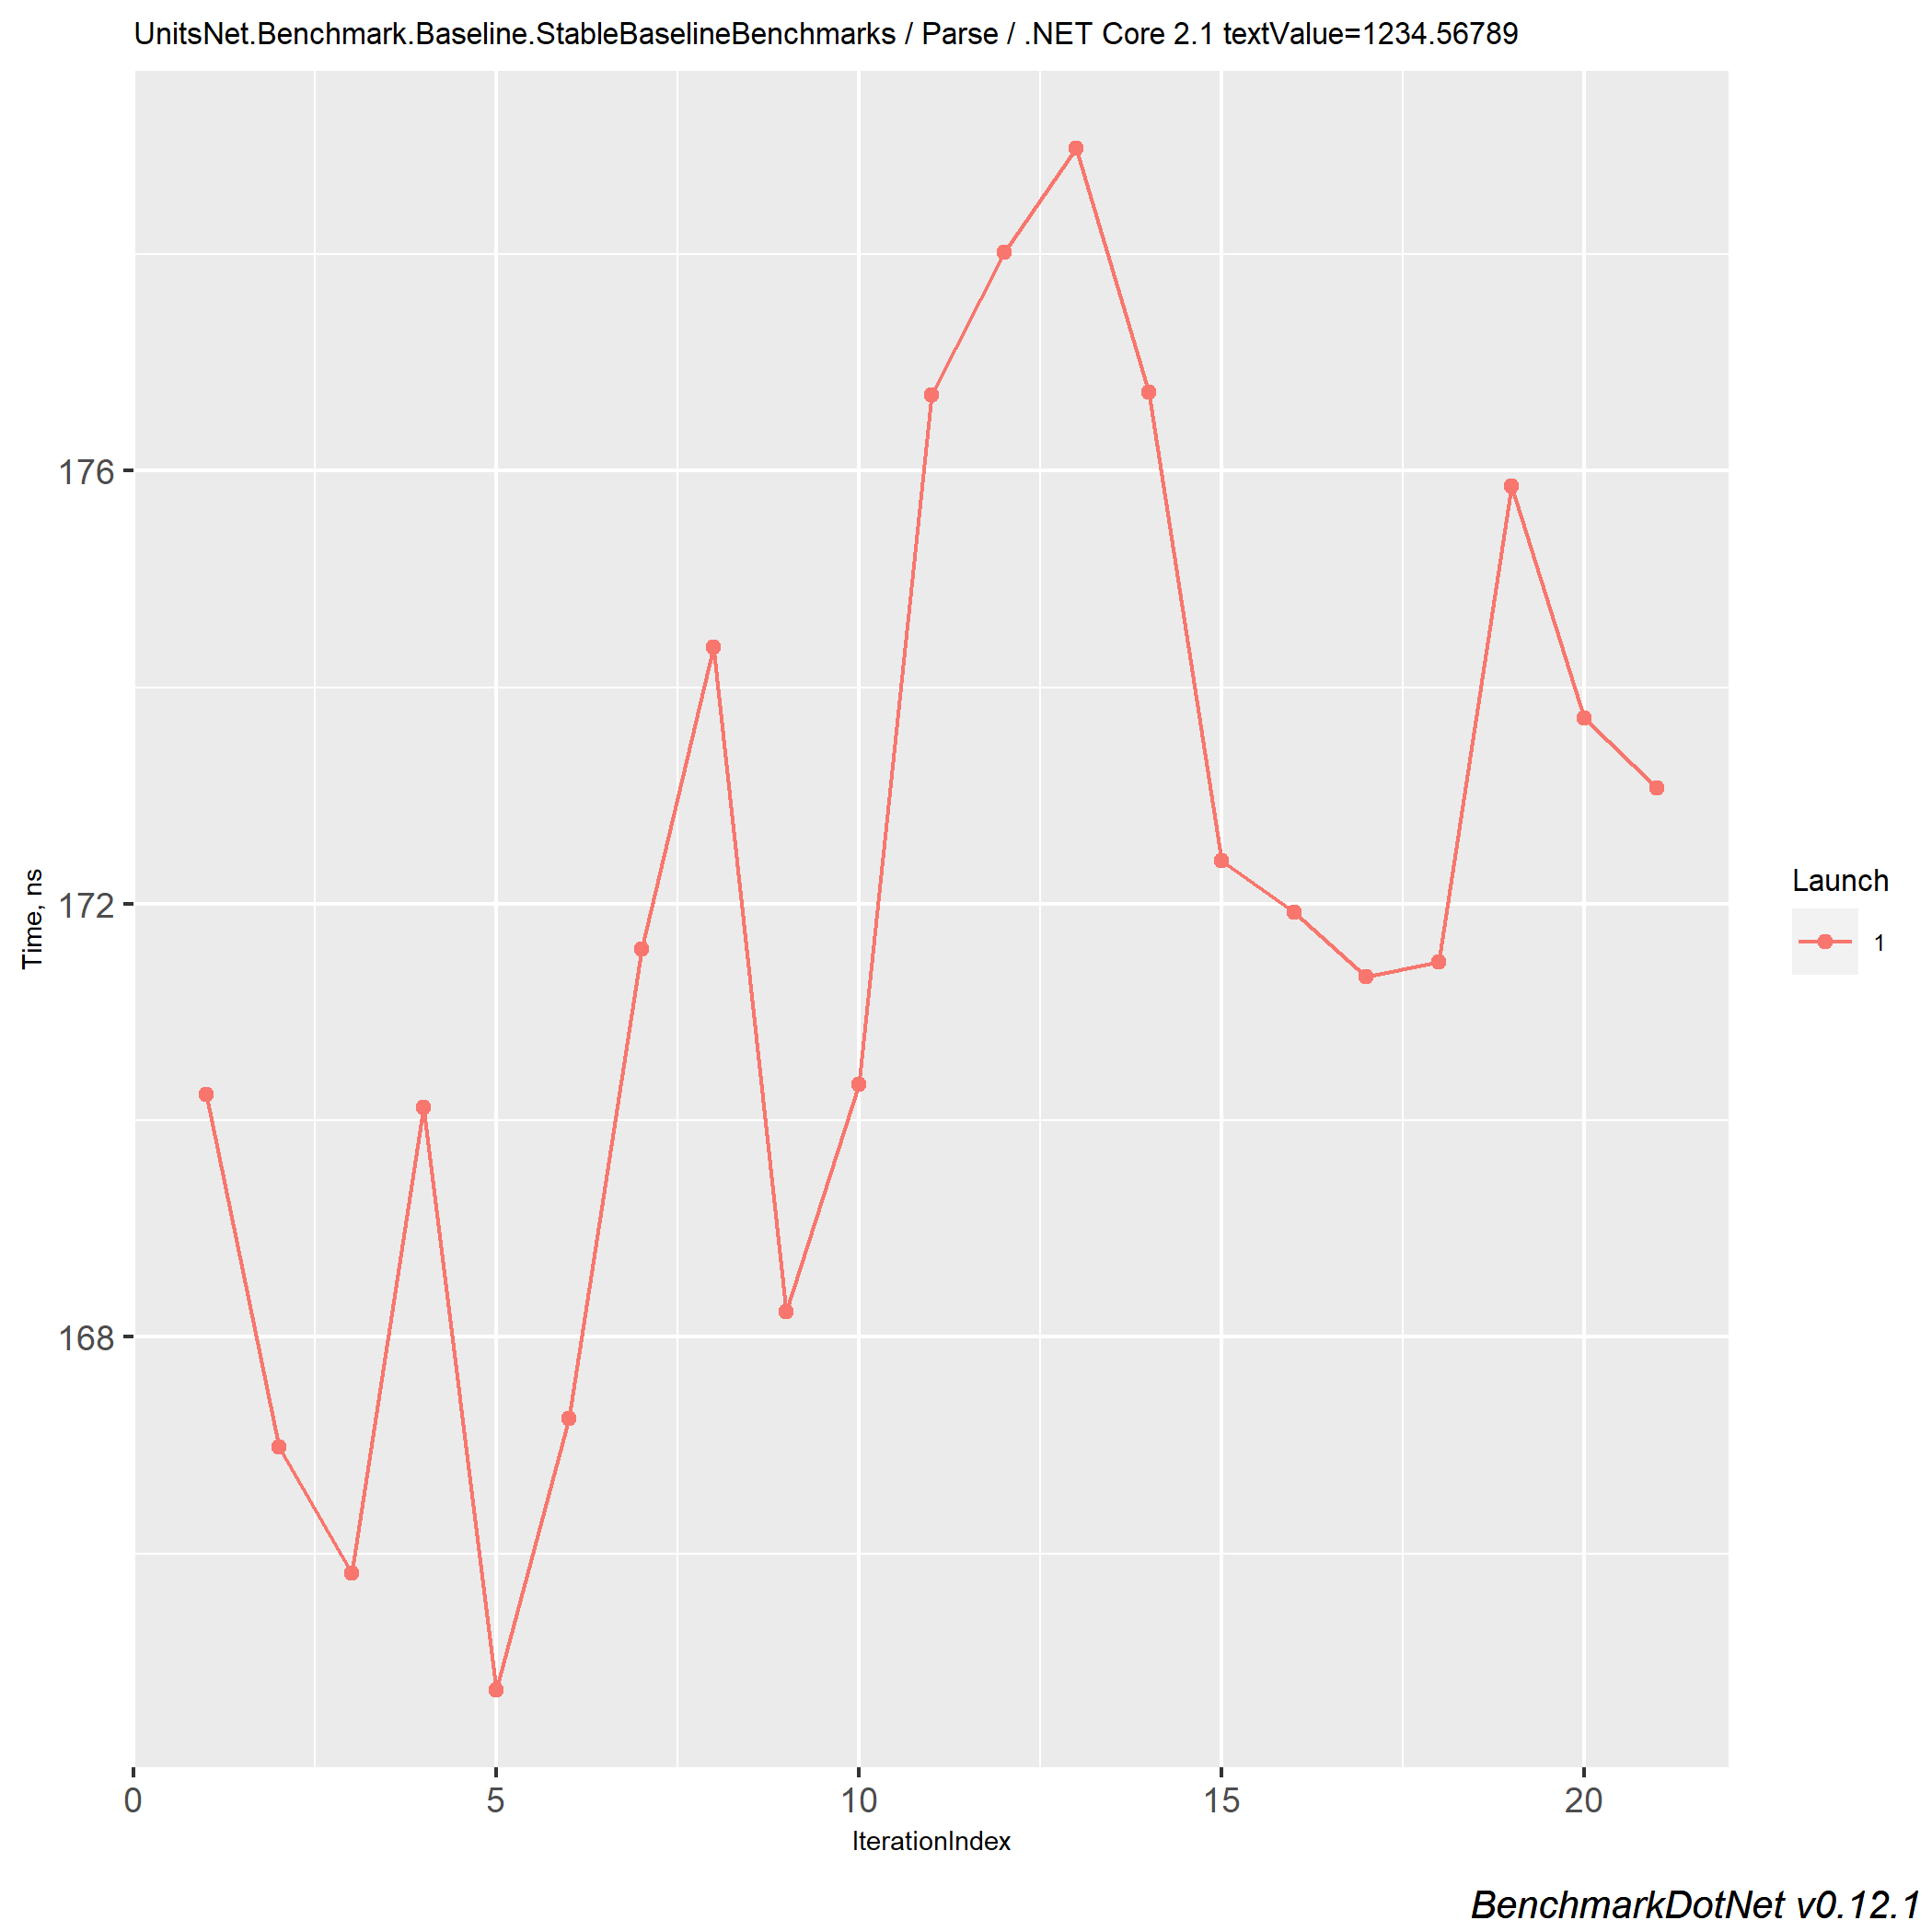 UnitsNet.Benchmark.Baseline.StableBaselineBenchmarks / Parse / .NET Core 2.1 textValue=1234.56789
176
172
168
Time, ns
0 5 10 15 20
IterationIndex
Launch
1
BenchmarkDotNet v0.12.1